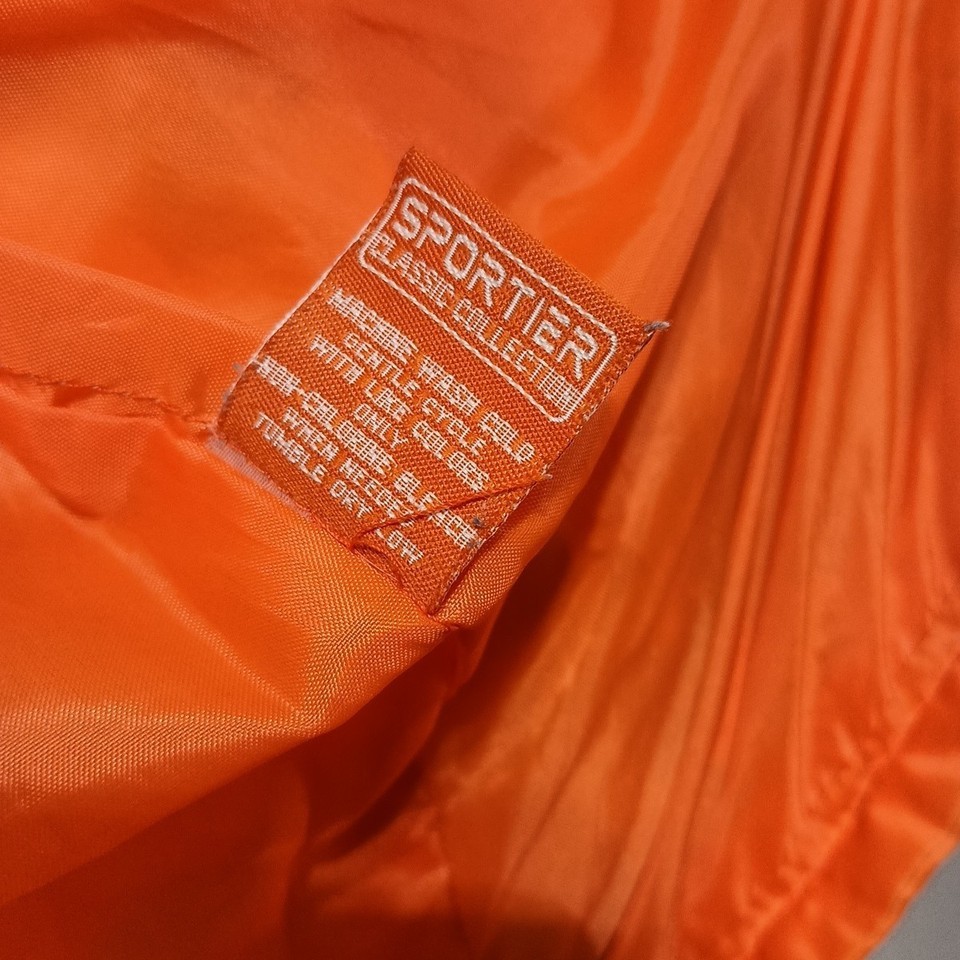 SPORTIER
CLASSIC COLLECTION
MACHINE WASH COLD
GENTLE CYCLE
WITH LIKE COLORS
ONLY
NON-CHLORINE BLEACH
WHEN NEEDED
TUMBLE DRY LOW